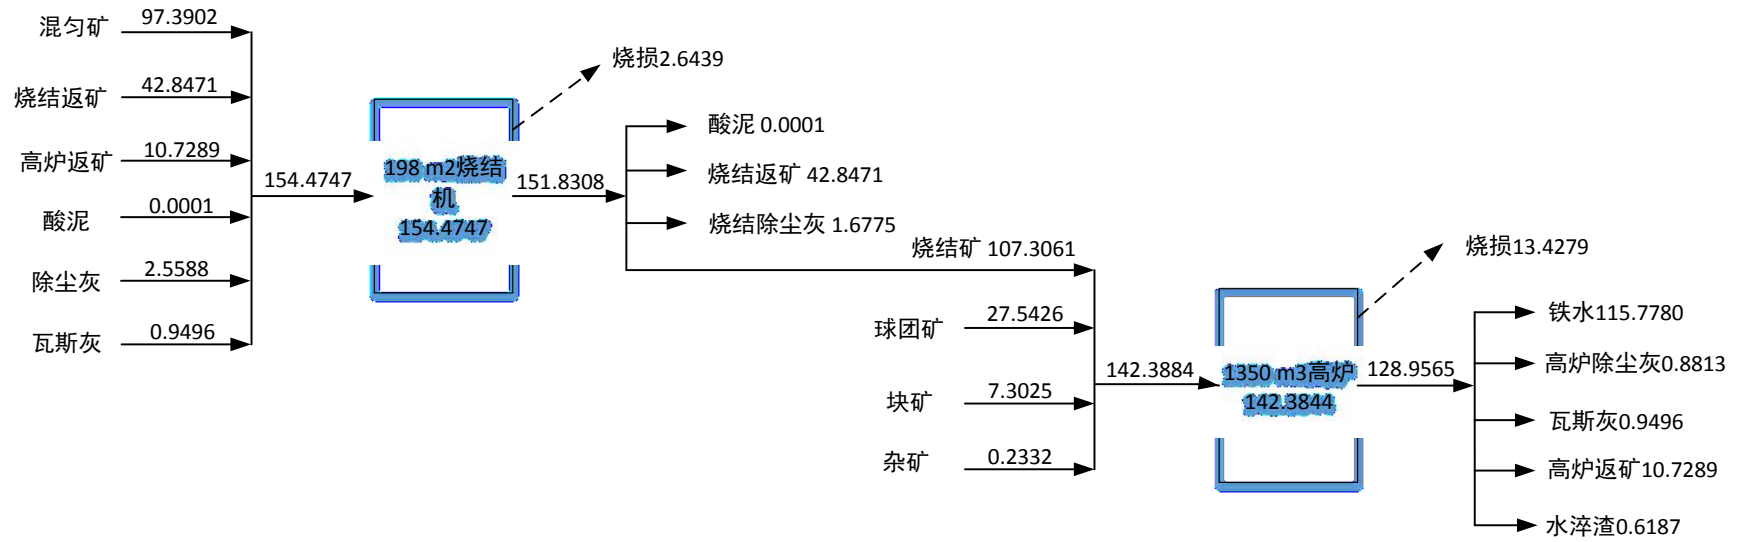 混匀矿 97.3902
烧结返矿 42.8471
高炉返矿 10.7289
酸泥 0.0001
除尘灰 2.5588
瓦斯灰 0.9496
154.4747
198 m2烧结
机
154.4747
烧损2.6439
151.8308
酸泥 0.0001
烧结返矿 42.8471
烧结除尘灰 1.6775
烧结矿 107.3061
球团矿 27.5426
块矿 7.3025
杂矿 0.2332
142.3884
1350 m3高炉
142.3844
烧损13.4279
128.9565
铁水115.7780
高炉除尘灰0.8813
瓦斯灰0.9496
高炉返矿10.7289
水淬渣0.6187